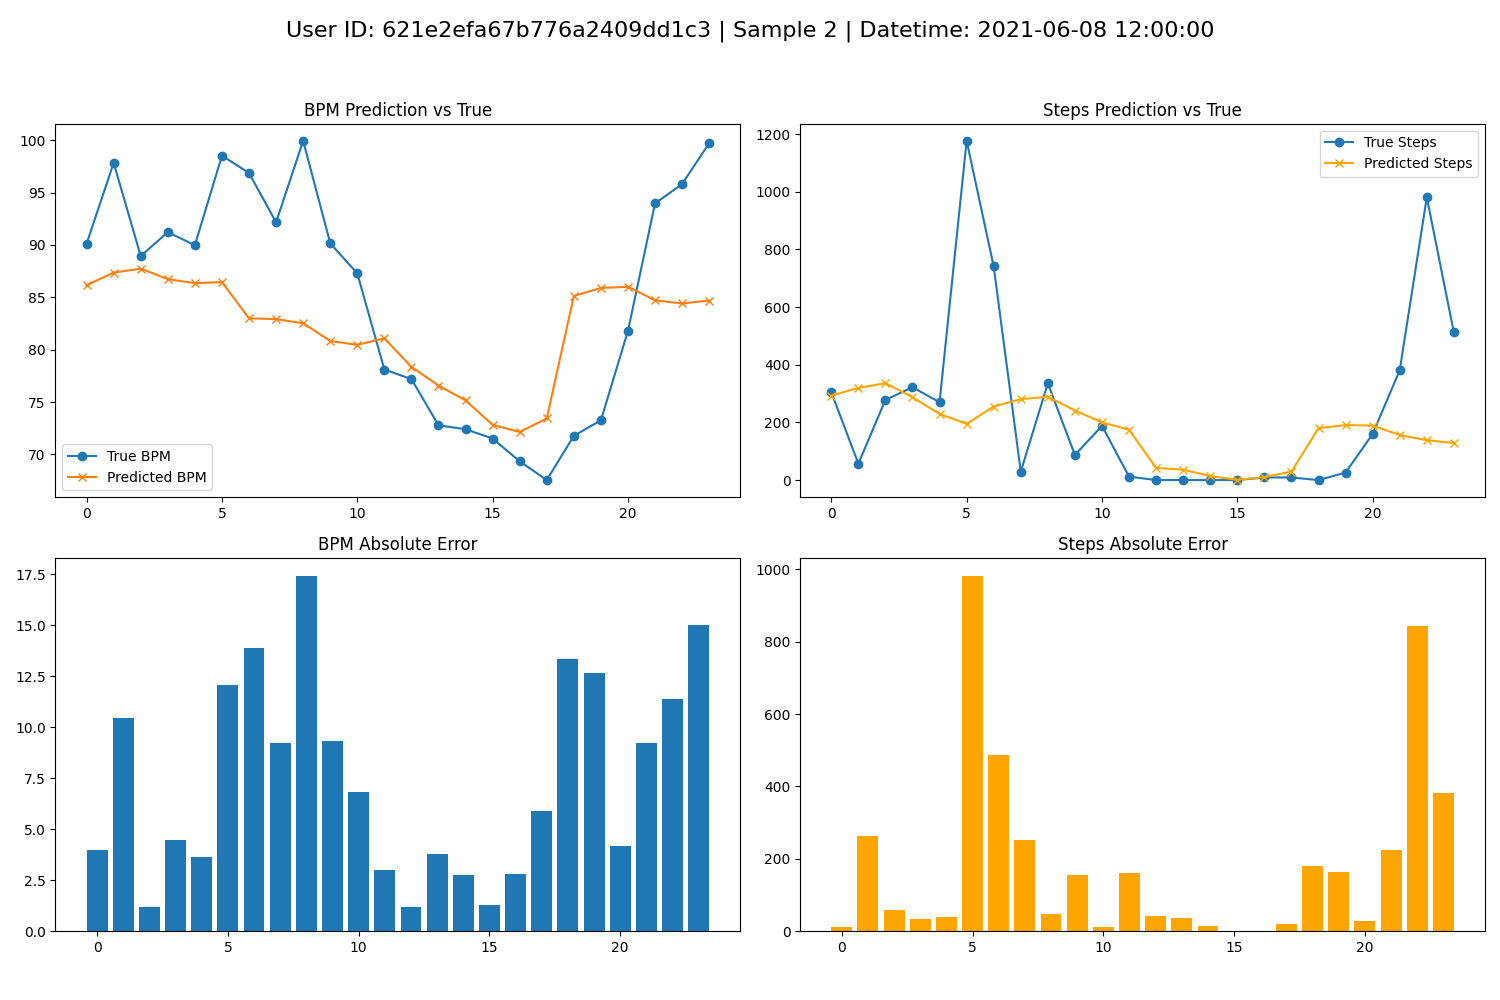 User ID: 621e2efa67b776a2409dd1c3 | Sample 2 | Datetime: 2021-06-08 12:00:00
BPM Prediction vs True
100
95
90
85
80
75
70
True BPM
Predicted BPM
0 5 10 15 20
Steps Prediction vs True
1200
1000
800
600
400
200
0
True Steps
Predicted Steps
0 5 10 15 20
BPM Absolute Error
17.5
15.0
12.5
10.0
7.5
5.0
2.5
0.0
0 5 10 15 20
Steps Absolute Error
1000
800
600
400
200
0
0 5 10 15 20